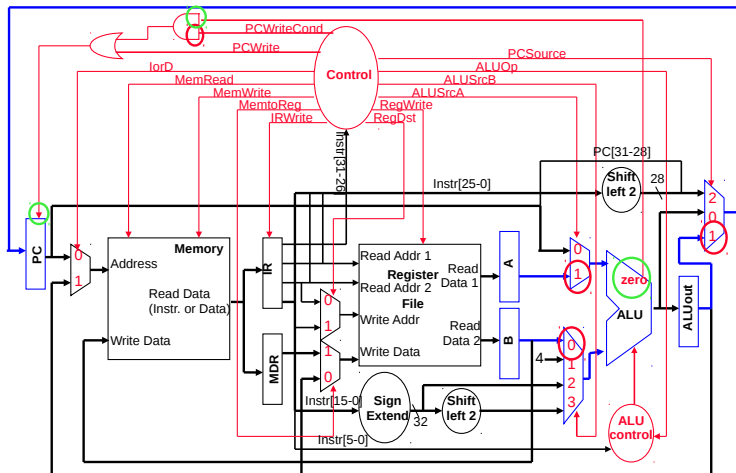 PCWriteCond
PCWrite
PCSource
IorD
ALUOp
MemRead
Control
ALUSrcB
MemWrite
ALUSrcA
MemtoReg
RegWrite
IRWrite
RegDst
Instr[31-26]
PC[31-28]
Instr[25-0]
Shift
left 2
28
2
0
1
PC
0
1
Memory
Address
Read Data
(Instr. or Data)
Write Data
IR
MDR
Read Addr 1
Register
Read Addr 2
File
Write Addr
Write Data
Read
Data 1
Read
Data 2
0
1
1
0
A
B
0
1
4
0
1
2
3
zero
ALU
ALUout
Instr[15-0]
Sign
Extend
32
Shift
left 2
ALU
control
Instr[5-0]